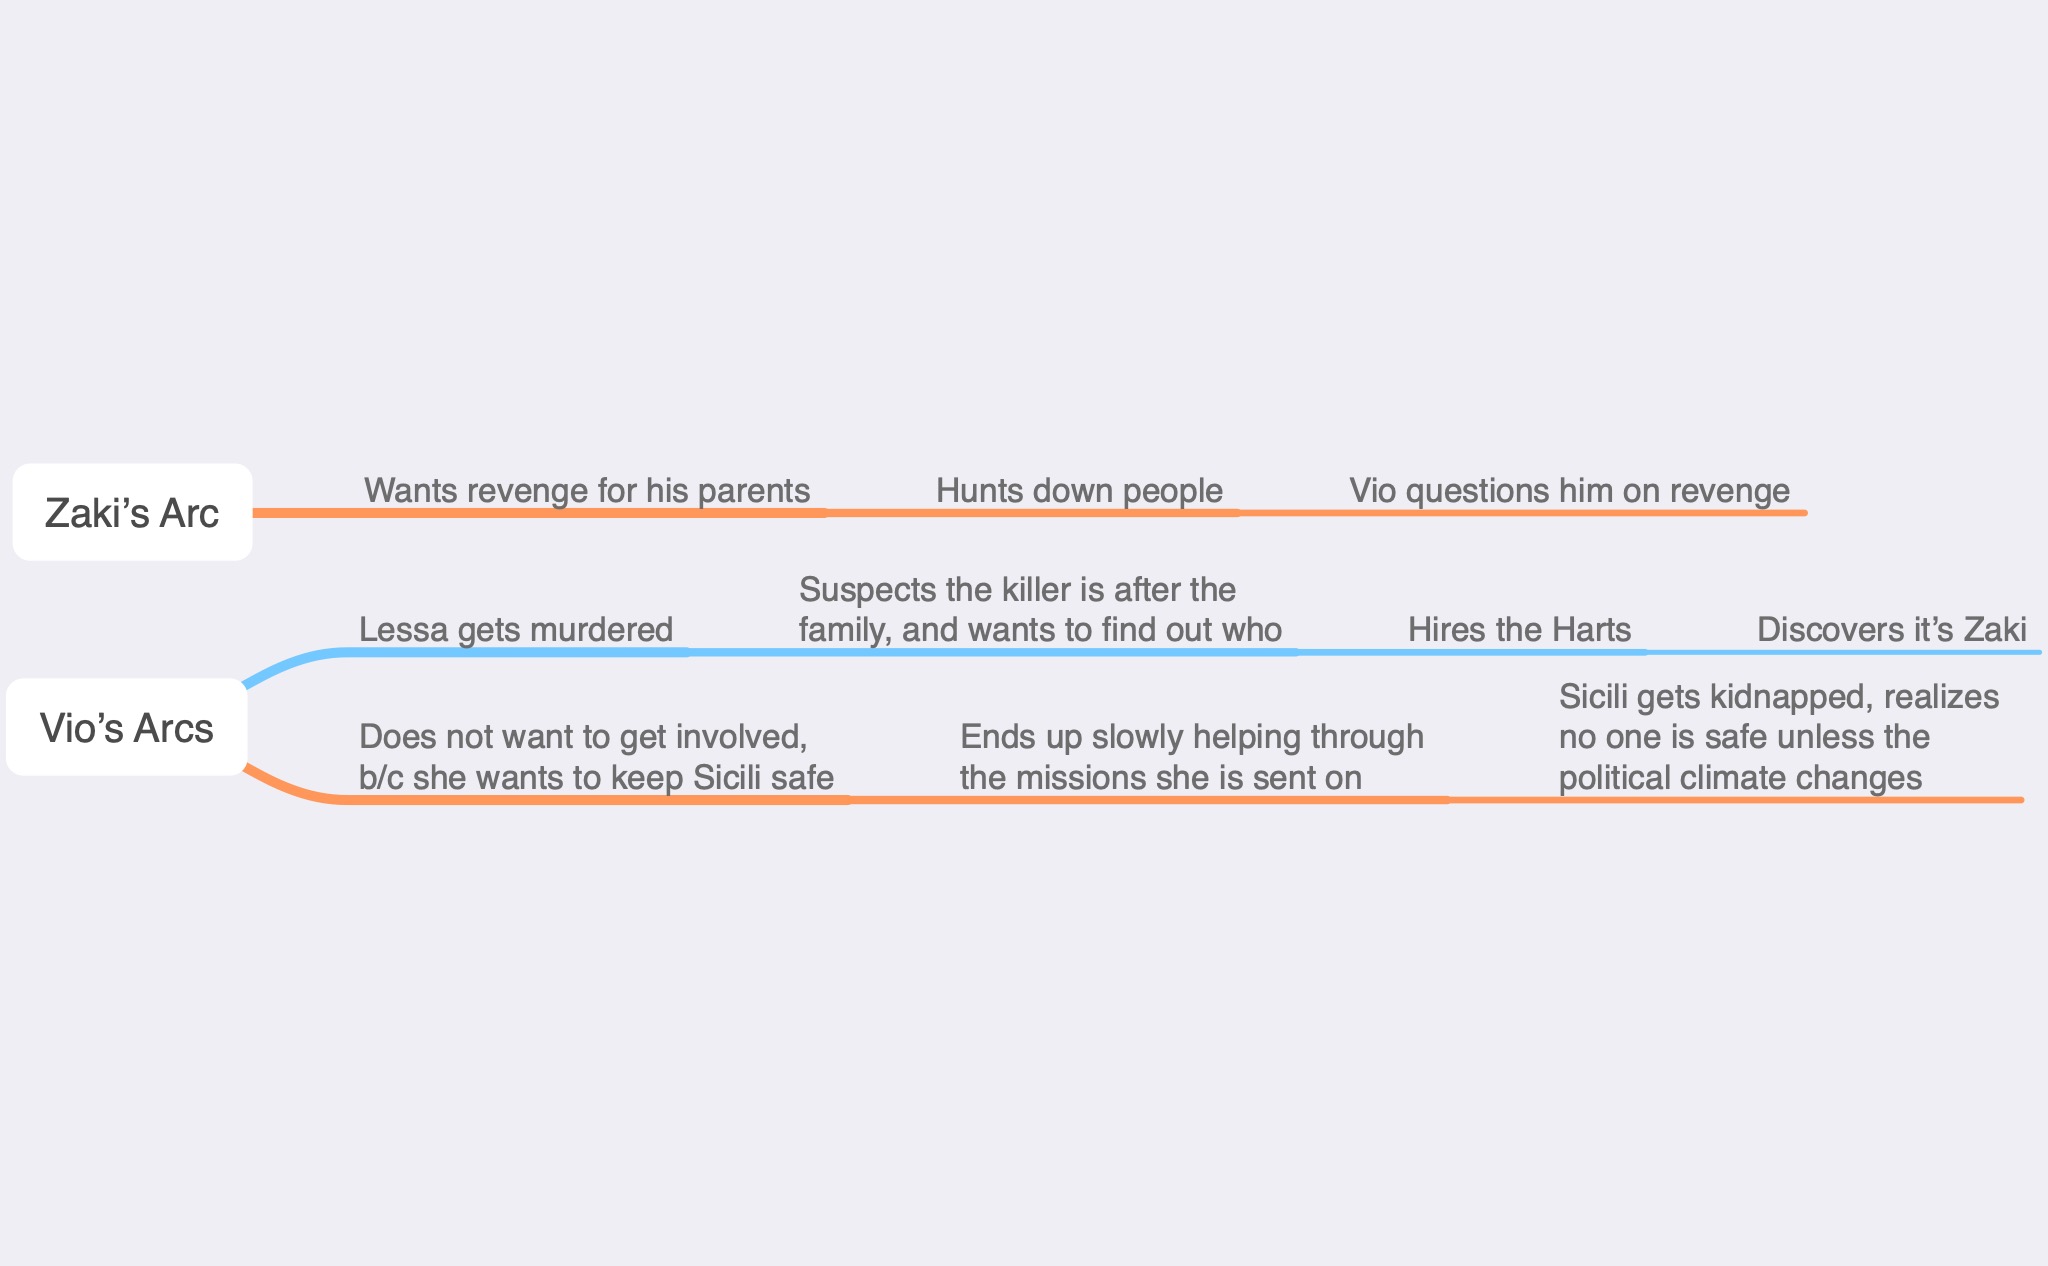 Zaki’s Arc
Wants revenge for his parents
Hunts down people
Vio questions him on revenge
Vio’s Arcs
Lessa gets murdered
Suspects the killer is after the
family, and wants to find out who
Hires the Harts
Discovers it’s Zaki
Does not want to get involved,
b/c she wants to keep Sicili safe
Ends up slowly helping through
the missions she is sent on
Sicili gets kidnapped, realizes
no one is safe unless the
political climate changes